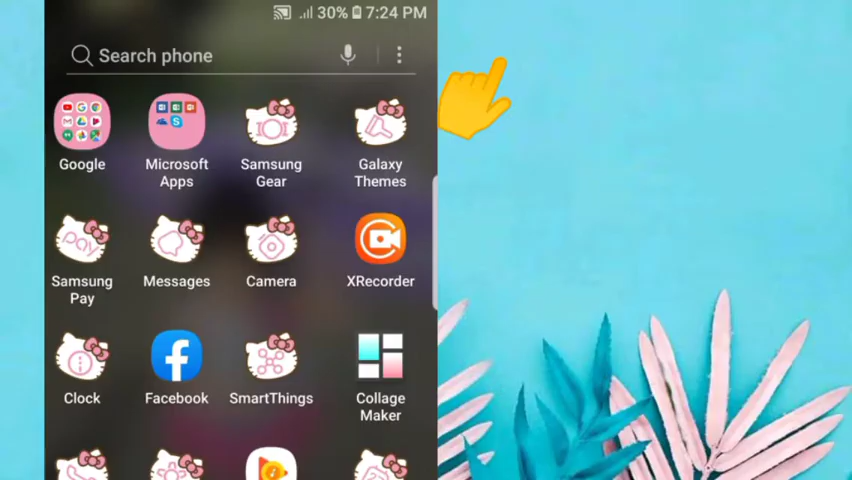 30% 7:24 PM
Search phone
Google
Microsoft
Apps
Samsung
Gear
Galaxy
Themes
Samsung
Pay
Messages
Camera
XRecorder
Clock
Facebook
SmartThings
Collage
Maker
pay